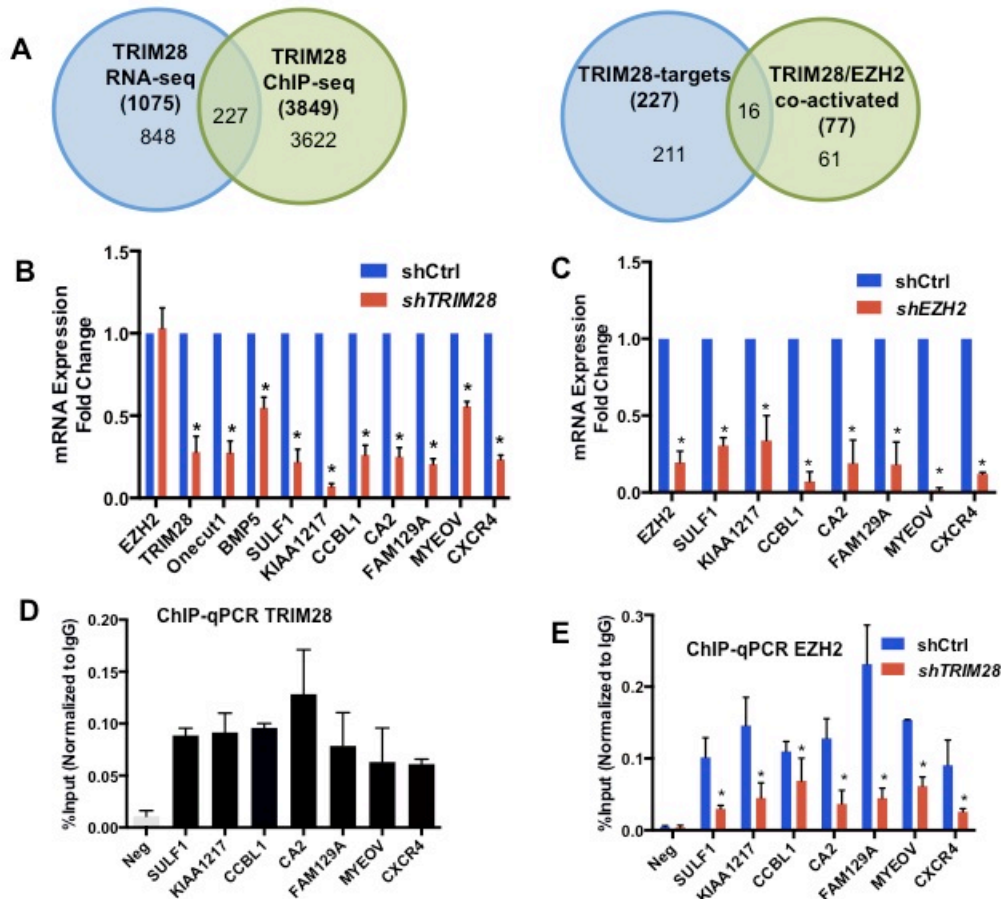 A
TRIM28
RNA-seq
(1075)
848
227
TRIM28
ChIP-seq
(3849)
3622
TRIM28-targets
(227)
211
16
TRIM28/EZH2
co-activated
(77)
61
B
mRNA Expression
Fold Change
1.5
1.0
0.5
0.0
shCtrl
shTRIM28
* * * * * * * * * *
EZH2
TRIM28
Onecut1
BMP5
SULF1
KIAA1217
CCBL1
CA2
FAM129A
MYEOV
CXCR4
C
mRNA Expression
Fold Change
1.5
1.0
0.5
0.0
shCtrl
shEZH2
* * * * * * * *
EZH2
SULF1
KIAA1217
CCBL1
CA2
FAM129A
MYEOV
CXCR4
D
ChIP-qPCR TRIM28
%Input (Normalized to IgG)
0.20
0.15
0.10
0.05
0.00
Neg
SULF1
KIAA1217
CCBL1
CA2
FAM129A
MYEOV
CXCR4
E
ChIP-qPCR EZH2
%Input (Normalized to IgG)
0.3
0.2
0.1
0.0
shCtrl
shTRIM28
* * * * * * *
Neg
SULF1
KIAA1217
CCBL1
CA2
FAM129A
MYEOV
CXCR4